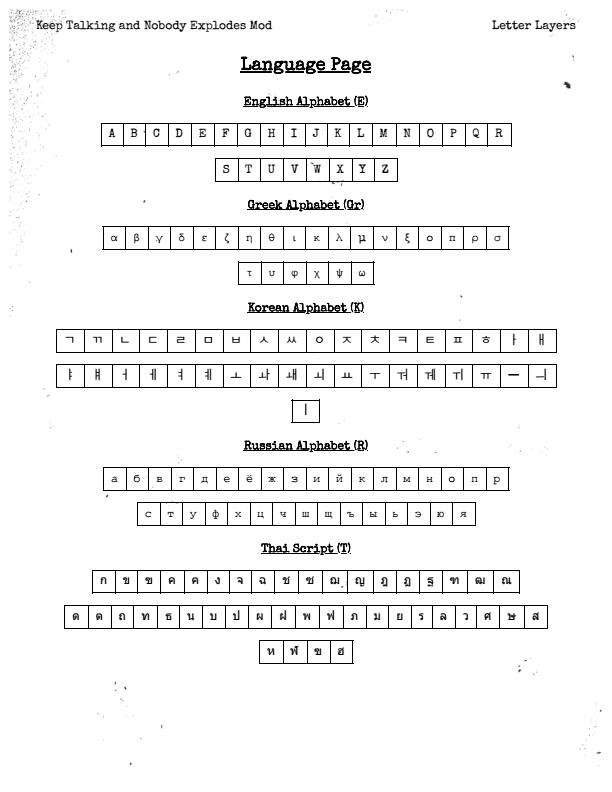 Keep Talking and Nobody Explodes Mod Letter Layers
Language Page
English Alphabet (E)
A B C D E F G H I J K L M N O P Q R
S T U V W X Y Z
Greek Alphabet (Gr)
α β γ δ ε ζ η θ ι κ λ μ ν ξ ο π ρ σ
τ υ φ χ ψ ω
Korean Alphabet (K)
ㄱ ㄲ ㄴ ㄷ ㄹ ㅁ ㅂ ㅅ ㅆ ㅇ ㅈ ㅊ ㅋ ㅌ ㅍ ㅎ ㅏ ㅐ
ㅑ ㅒ ㅓ ㅔ ㅕ ㅖ ㅗ ㅘ ㅙ ㅚ ㅛ ㅜ ㅝ ㅞ ㅟ ㅠ ㅡ ㅢ
ㅣ
Russian Alphabet (R)
а б в г д е ё ж з и й к л м н о п р
с т у ф х ц ч ш щ ъ ы ь э ю я
Thai Script (T)
ก ข ฃ ค ฅ ง จ ฉ ช ซ ฌ ญ ฎ ฏ ฐ ฑ ฒ ณ
ด ต ถ ท ธ น บ ป ผ ฝ พ ฟ ภ ม ย ร ล ว ศ ษ ส
ห ฬ อ ฮ